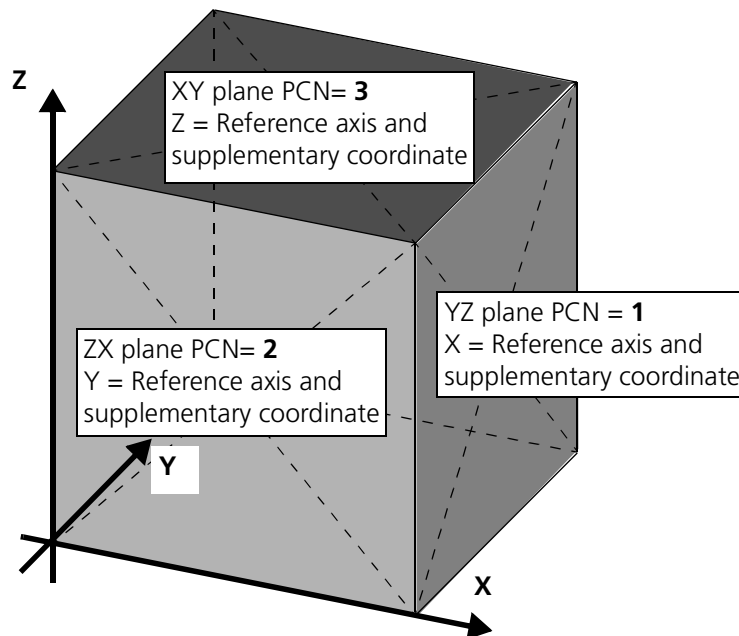 Z
XY plane PCN= 3
Z = Reference axis and
supplementary coordinate
YZ plane PCN = 1
X = Reference axis and
supplementary coordinate
ZX plane PCN= 2
Y = Reference axis and
supplementary coordinate
Y
X